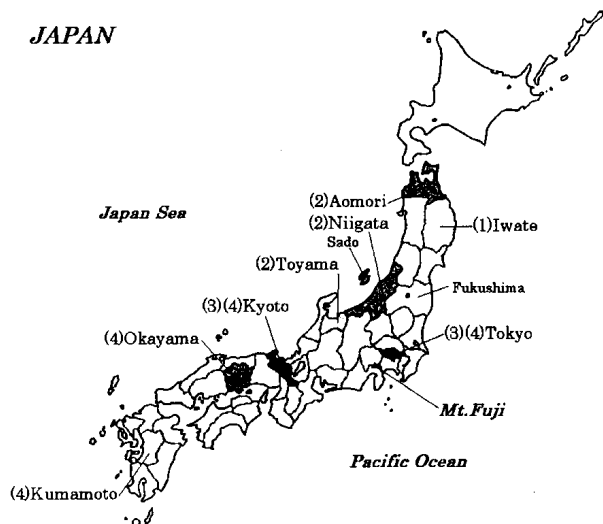 JAPAN
(2)Aomori
Japan Sea
(2)Niigata
(1)Iwate
Sado
(2)Toyama
Fukushima
(3)(4)Kyoto
(4)Okayama
(3)(4)Tokyo
Mt.Fuji
Pacific Ocean
(4)Kumamoto